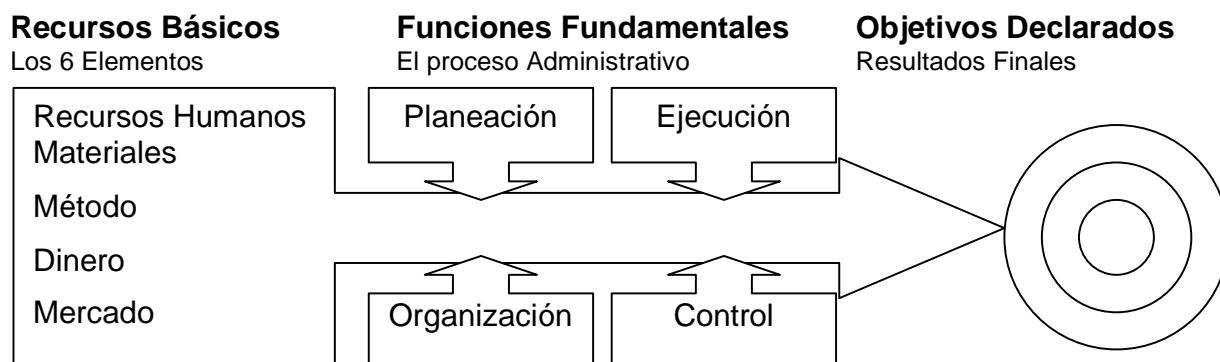 Recursos Básicos
Los 6 Elementos
Funciones Fundamentales
El proceso Administrativo
Objetivos Declarados
Resultados Finales
Recursos Humanos
Materiales
Método
Dinero
Mercado
Planeación
Ejecución
Organización
Control